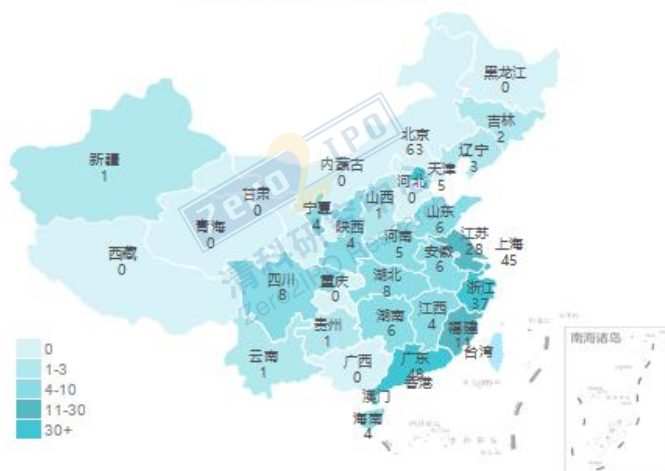 黑龙江
0
吉林
2
辽宁
3
北京
63
天津
5
河北
0
内蒙古
0
新疆
1
甘肃
0
青海
0
西藏
0
宁夏
4
陕西
4
山西
1
山东
6
河南
5
江苏
28
上海
45
安徽
6
浙江
37
湖北
8
四川
8
重庆
0
湖南
6
江西
4
福建
11
台湾
贵州
1
云南
1
广西
0
广东
48
香港
澳门
海南
4
0
1-3
4-10
11-30
30+
南海诸岛
Zero2IPO
清科研究